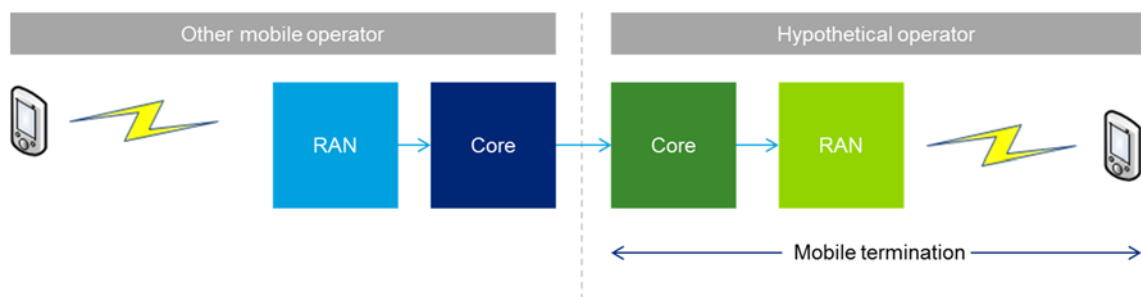 Other mobile operator
Hypothetical operator
RAN
Core
Core
RAN
Mobile termination